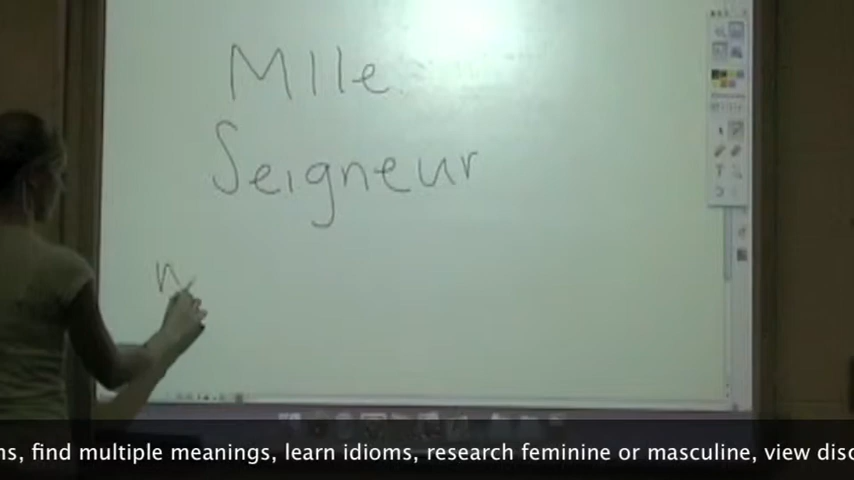 Mlle.
Seigneur
n
ns, find multiple meanings, learn idioms, research feminine or masculine, view disc